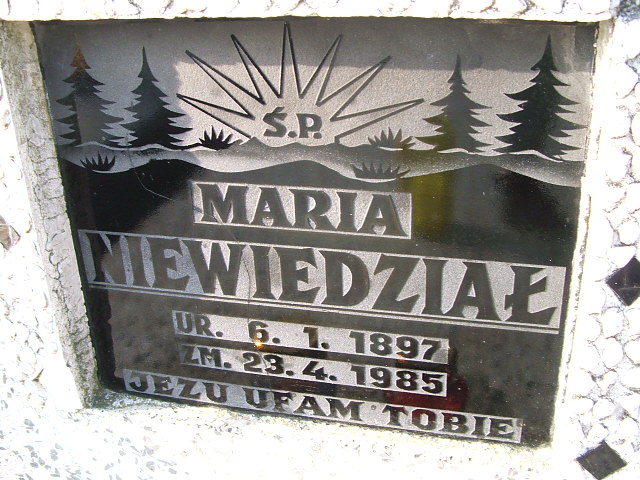 Ś.P.
MARIA
NIEWIEDZIAŁ
UR. 6. 1. 1897
ZM. 23. 4. 1985
JEZU UFAM TOBIE